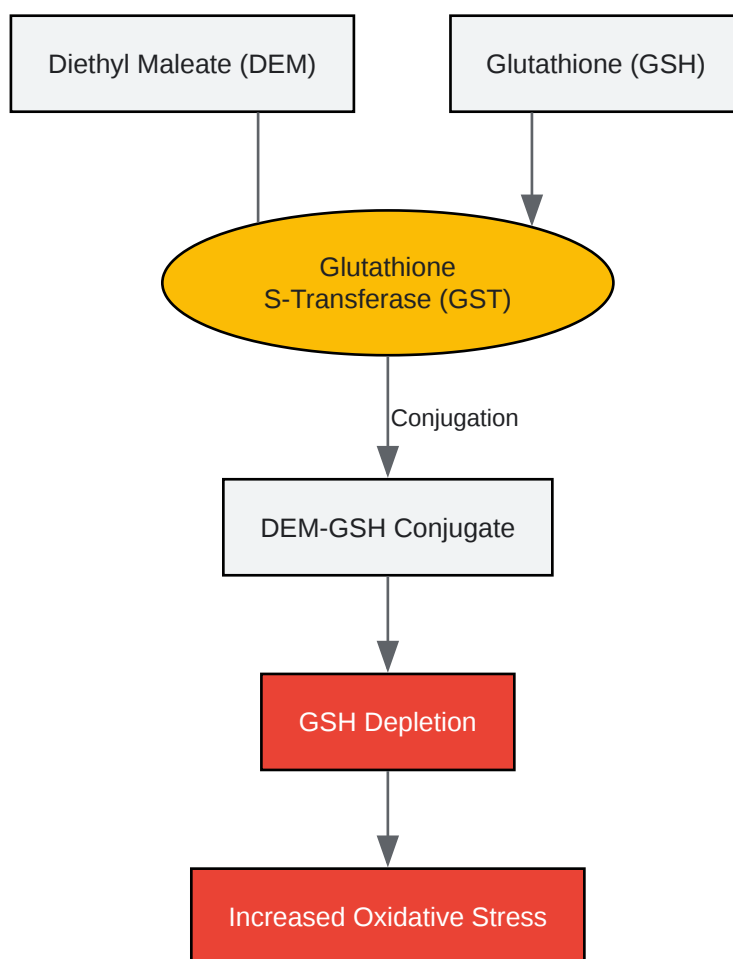 Diethyl Maleate (DEM)
Glutathione (GSH)
Glutathione
S-Transferase (GST)
Conjugation
DEM-GSH Conjugate
GSH Depletion
Increased Oxidative Stress